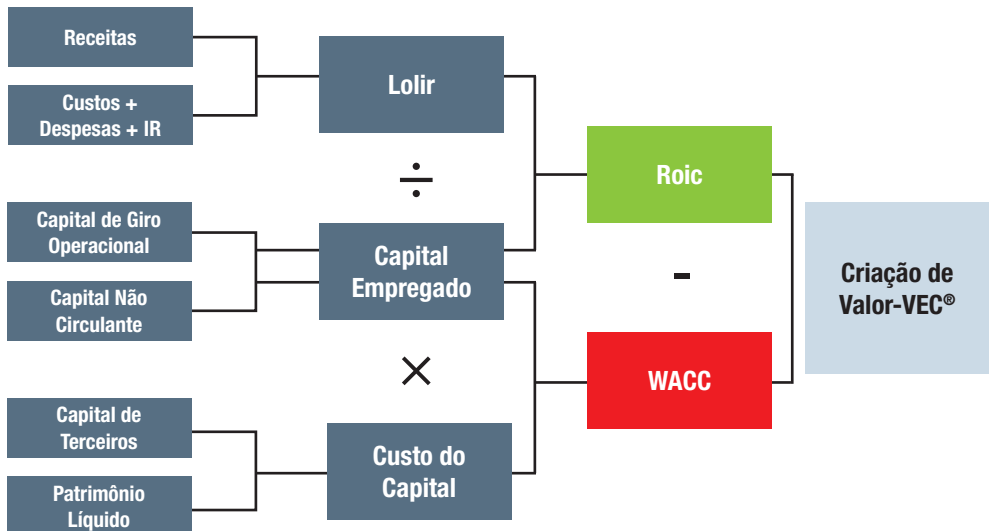 Receitas
Custos +
Despesas + IR
Lolir
÷
Capital de Giro
Operacional
Capital Não
Circulante
Capital
Empregado
×
Capital de
Terceiros
Patrimônio
Líquido
Custo do
Capital
Roic
-
WACC
Criação de
Valor-VEC®